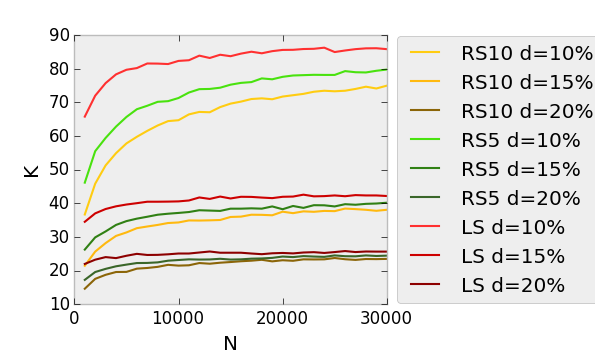 90
80
70
60
50
40
30
20
10
K
0
10000
20000
30000
N
RS10 d=10%
RS10 d=15%
RS10 d=20%
RS5 d=10%
RS5 d=15%
RS5 d=20%
LS d=10%
LS d=15%
LS d=20%